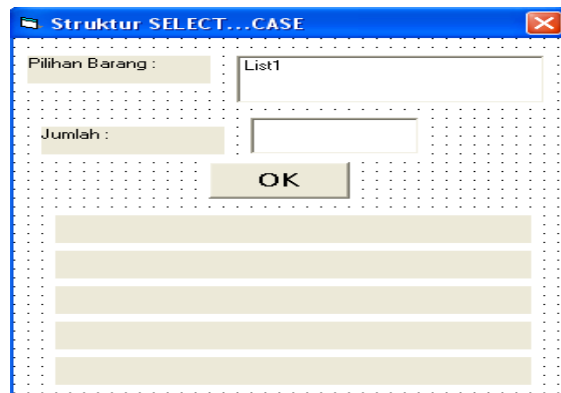 Struktur SELECT...CASE
Pilihan Barang :
List1
Jumlah :
OK